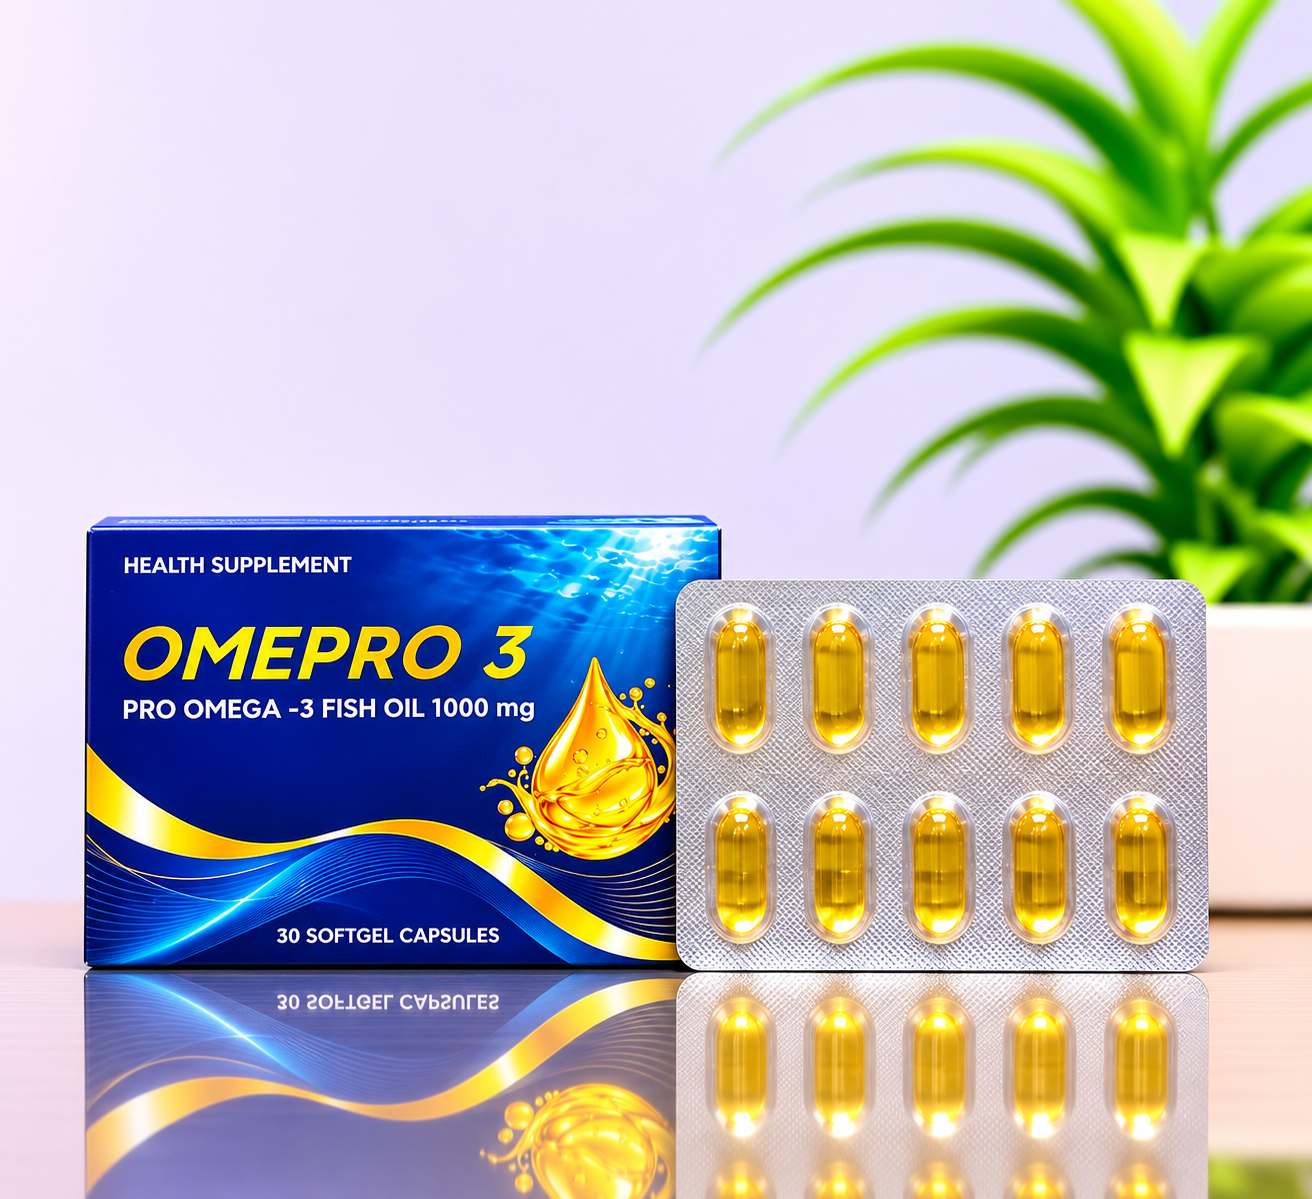 HEALTH SUPPLEMENT
OMEPRO 3
PRO OMEGA -3 FISH OIL 1000 mg
30 SOFTGEL CAPSULES
30 SOFTGEL CAPSULES